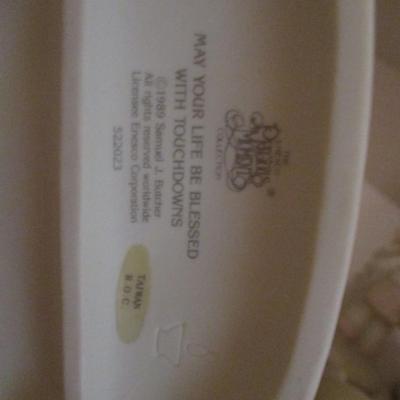 THE
ENESCO
PRECIOUS
MOMENTS®
COLLECTION
MAY YOUR LIFE BE BLESSED
WITH TOUCHDOWNS
©1989 Samuel J. Butcher
All rights reserved worldwide
Licensee Enesco Corporation
522023
TAIWAN
R.O.C.